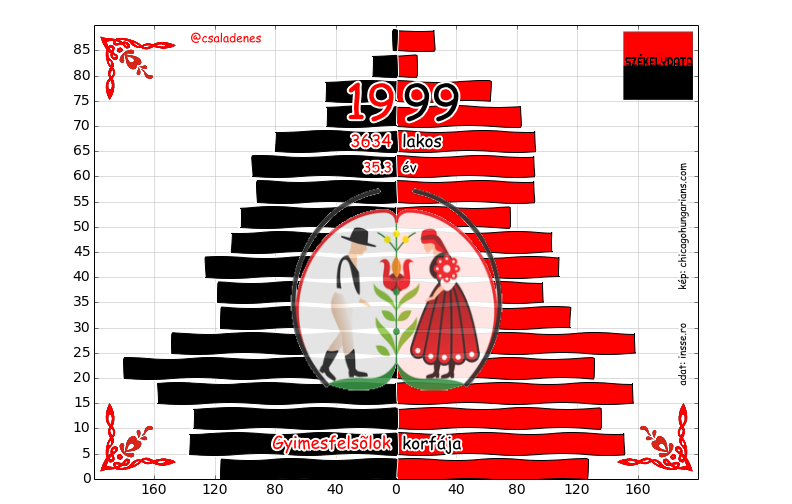 @csaladenes
SZÉKELYDATA
1999
3634 lakos
35.3 év
kép: chicagohungarians.com
adat: insse.ro
Gyimesfelsőlok korfája
85
80
75
70
65
60
55
50
45
40
35
30
25
20
15
10
5
0
160 120 80 40 0 40 80 120 160